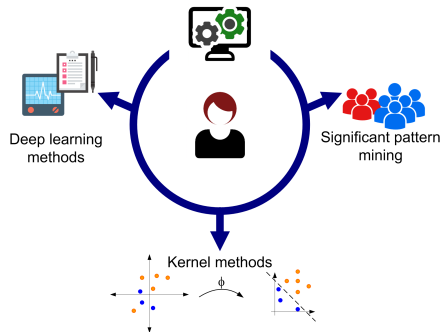 Deep learning
methods
Significant pattern
mining
Kernel methods
ϕ